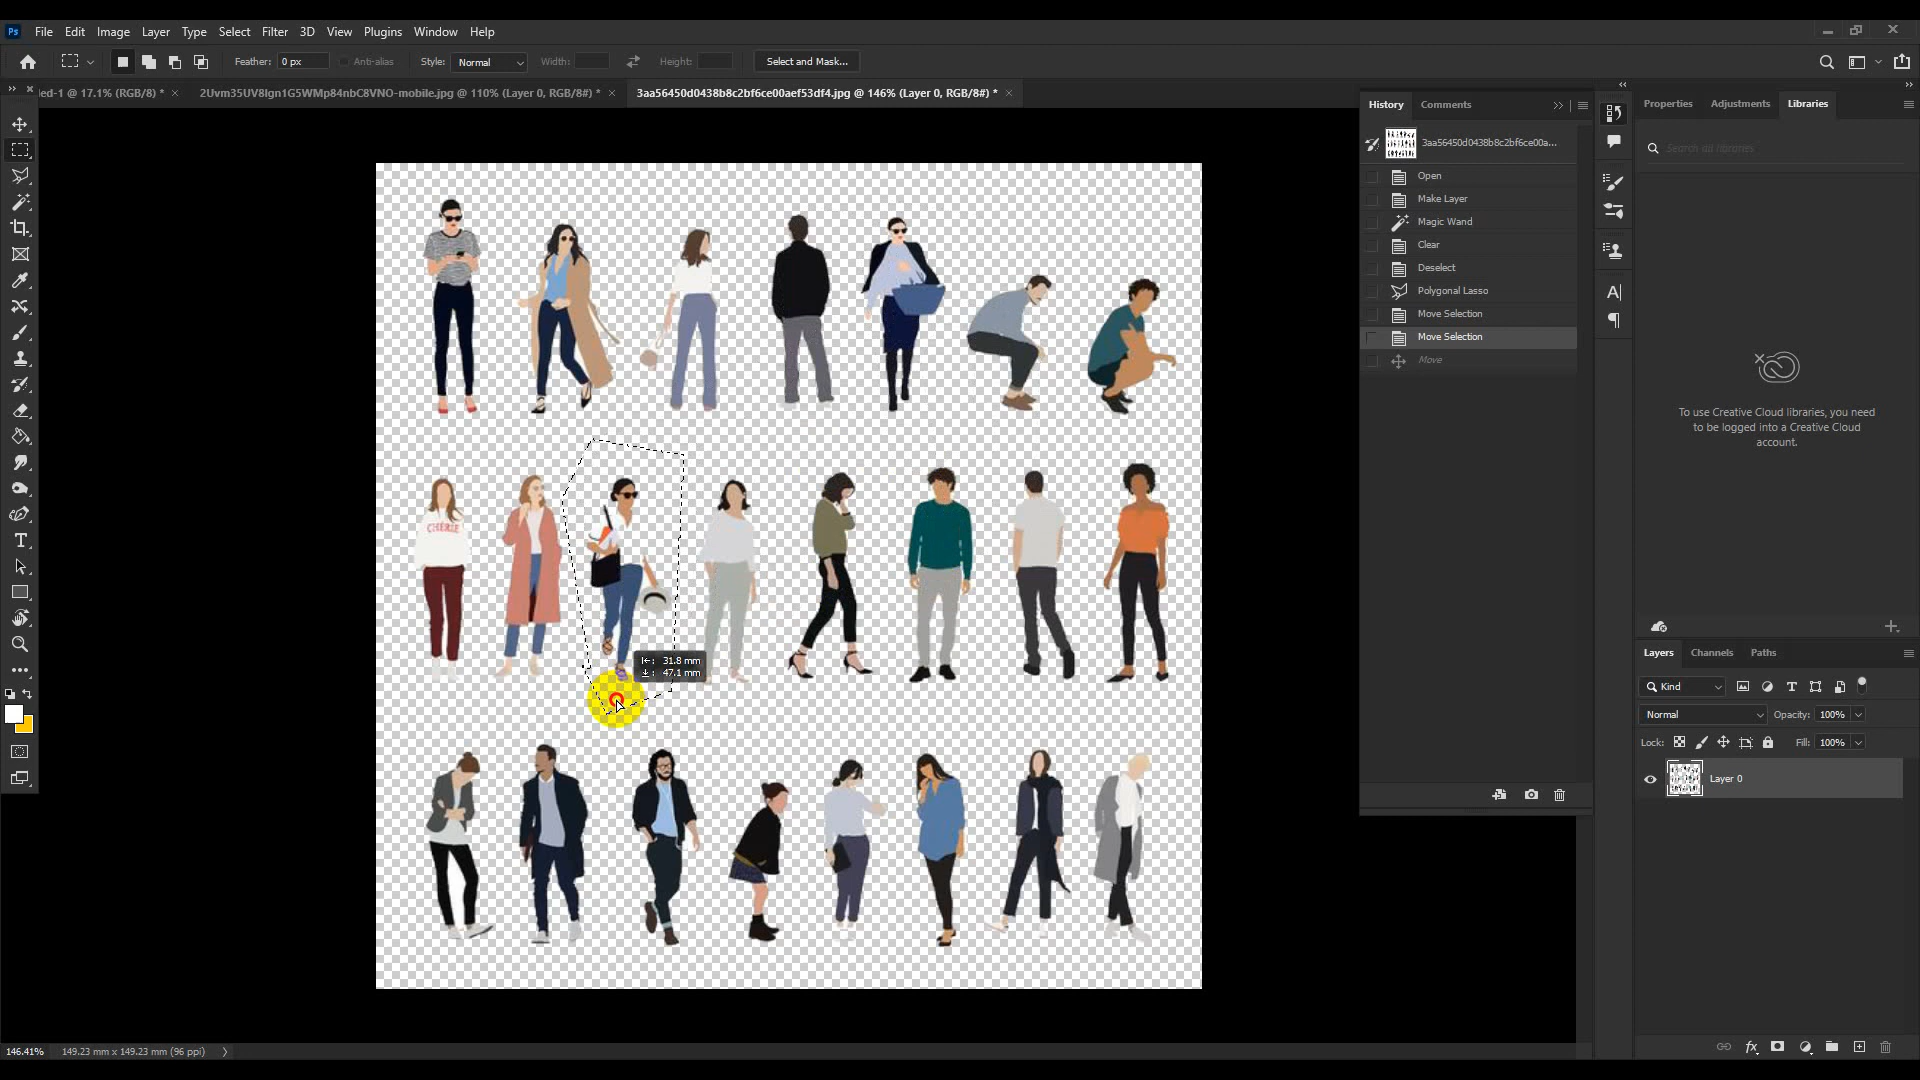 Ps File Edit Image Layer Type Select Filter 3D View Plugins Window Help
Feather: 0 px Anti-alias Style: Normal Width: Height: Select and Mask...
ed-1 @ 17.1% (RGB/8) * × 2Uvm35UV8Ign1G5WMp84nbC8VNO-mobile.jpg @ 110% (Layer 0, RGB/8#) * × 3aa56450d0438b8c2bf6ce00aef53df4.jpg @ 146% (Layer 0, RGB/8#) * ×
History Comments
Properties Adjustments Libraries
3aa56450d0438b8c2bf6ce00a...
Search all libraries
Open
Make Layer
Magic Wand
Clear
Deselect
Polygonal Lasso
Move Selection
Move Selection
Move
To use Creative Cloud libraries, you need
to be logged into a Creative Cloud
account.
CHERIE
31.8 mm
47.1 mm
Layers Channels Paths
Kind
Normal Opacity: 100%
Lock: Fill: 100%
Layer 0
146.41% 149.23 mm x 149.23 mm (96 ppi)